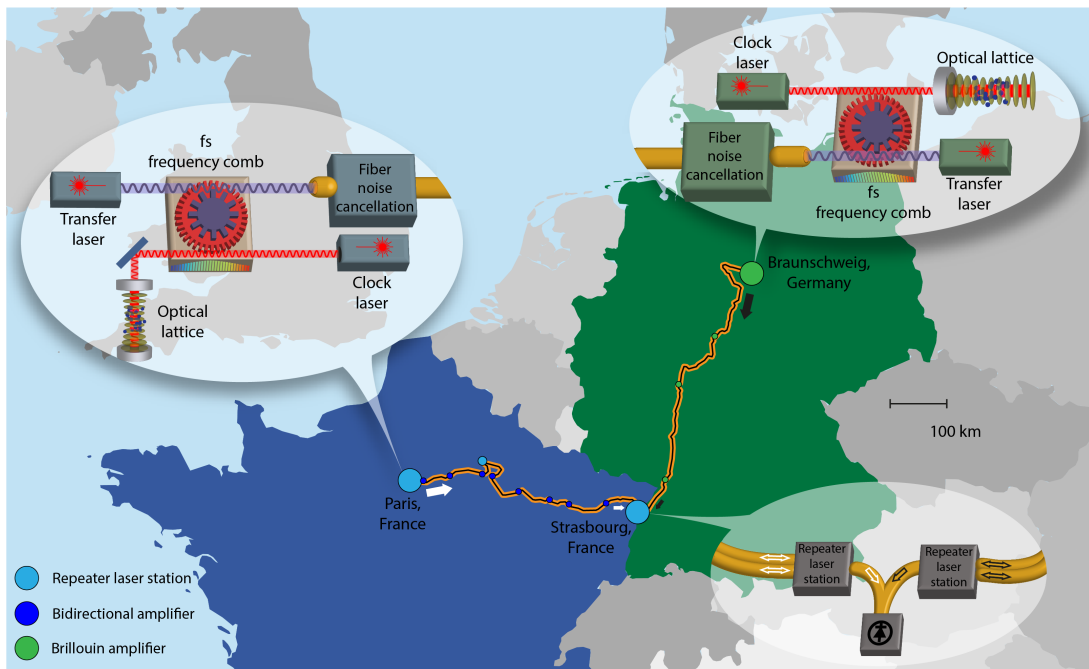 fs
frequency comb
Fiber
noise
cancellation
Transfer
laser
Clock
laser
Optical
lattice
Clock
laser
Optical lattice
Fiber
noise
cancellation
Transfer
laser
fs
frequency comb
Braunschweig,
Germany
100 km
Paris,
France
Strasbourg,
France
Repeater
laser
station
Repeater
laser
station
Repeater laser station
Bidirectional amplifier
Brillouin amplifier